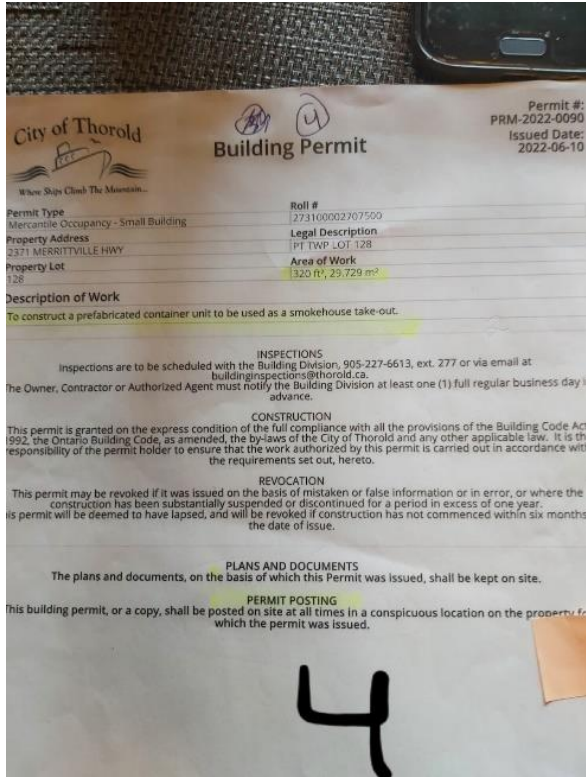 City of Thorold
Where Ships Climb The Mountain...
4
Building Permit
Permit #:
PRM-2022-0090
Issued Date:
2022-06-10
Permit Type
Mercantile Occupancy - Small Building
Property Address
2371 MERRITTVILLE HWY
Property Lot
128
Roll #
273100002707500
Legal Description
PT TWP LOT 128
Area of Work
320 ft², 29.729 m²
Description of Work
To construct a prefabricated container unit to be used as a smokehouse take-out.
INSPECTIONS
Inspections are to be scheduled with the Building Division, 905-227-6613, ext. 277 or via email at
buildinginspections@thorold.ca.
The Owner, Contractor or Authorized Agent must notify the Building Division at least one (1) full regular business day i
advance.
CONSTRUCTION
This permit is granted on the express condition of the full compliance with all the provisions of the Building Code Act
1992, the Ontario Building Code, as amended, the by-laws of the City of Thorold and any other applicable law. It is th
responsibility of the permit holder to ensure that the work authorized by this permit is carried out in accordance wit
the requirements set out, hereto.
REVOCATION
This permit may be revoked if it was issued on the basis of mistaken or false information or in error, or where the
construction has been substantially suspended or discontinued for a period in excess of one year.
is permit will be deemed to have lapsed, and will be revoked if construction has not commenced within six months
the date of issue.
PLANS AND DOCUMENTS
The plans and documents, on the basis of which this Permit was issued, shall be kept on site.
PERMIT POSTING
This building permit, or a copy, shall be posted on site at all times in a conspicuous location on the property fo
which the permit was issued.
4